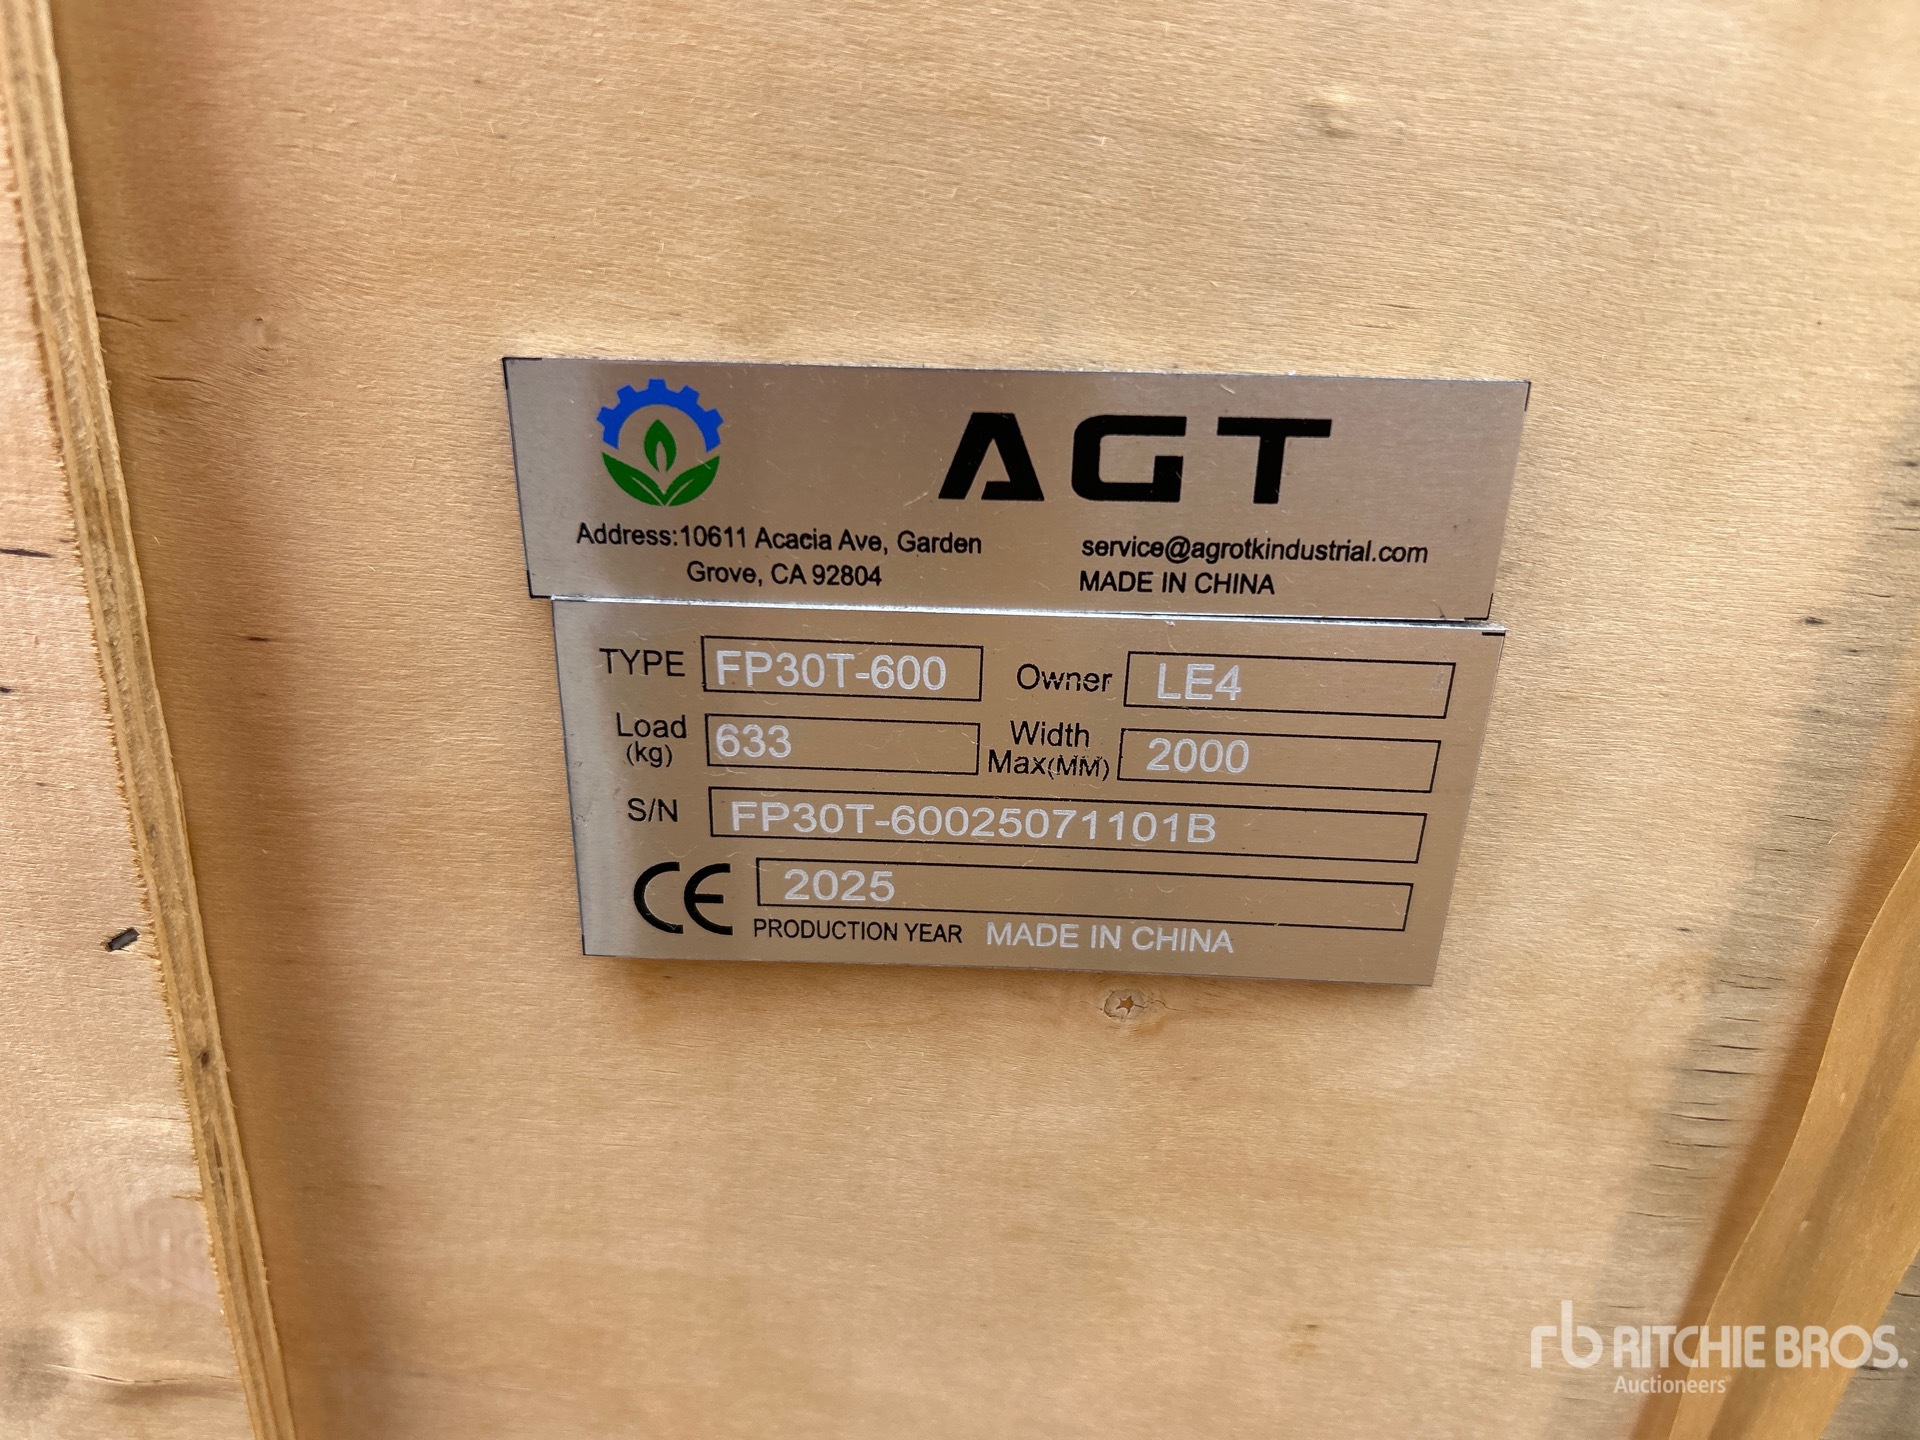 AGT
Address:10611 Acacia Ave, Garden
Grove, CA 92804
service@agrotkindustrial.com
MADE IN CHINA
TYPE FP30T-600 Owner LE4
Load (kg) 633 Width Max(MM) 2000
S/N FP30T-60025071101B
CE 2025
PRODUCTION YEAR MADE IN CHINA
rb RITCHIE BROS.
Auctioneers